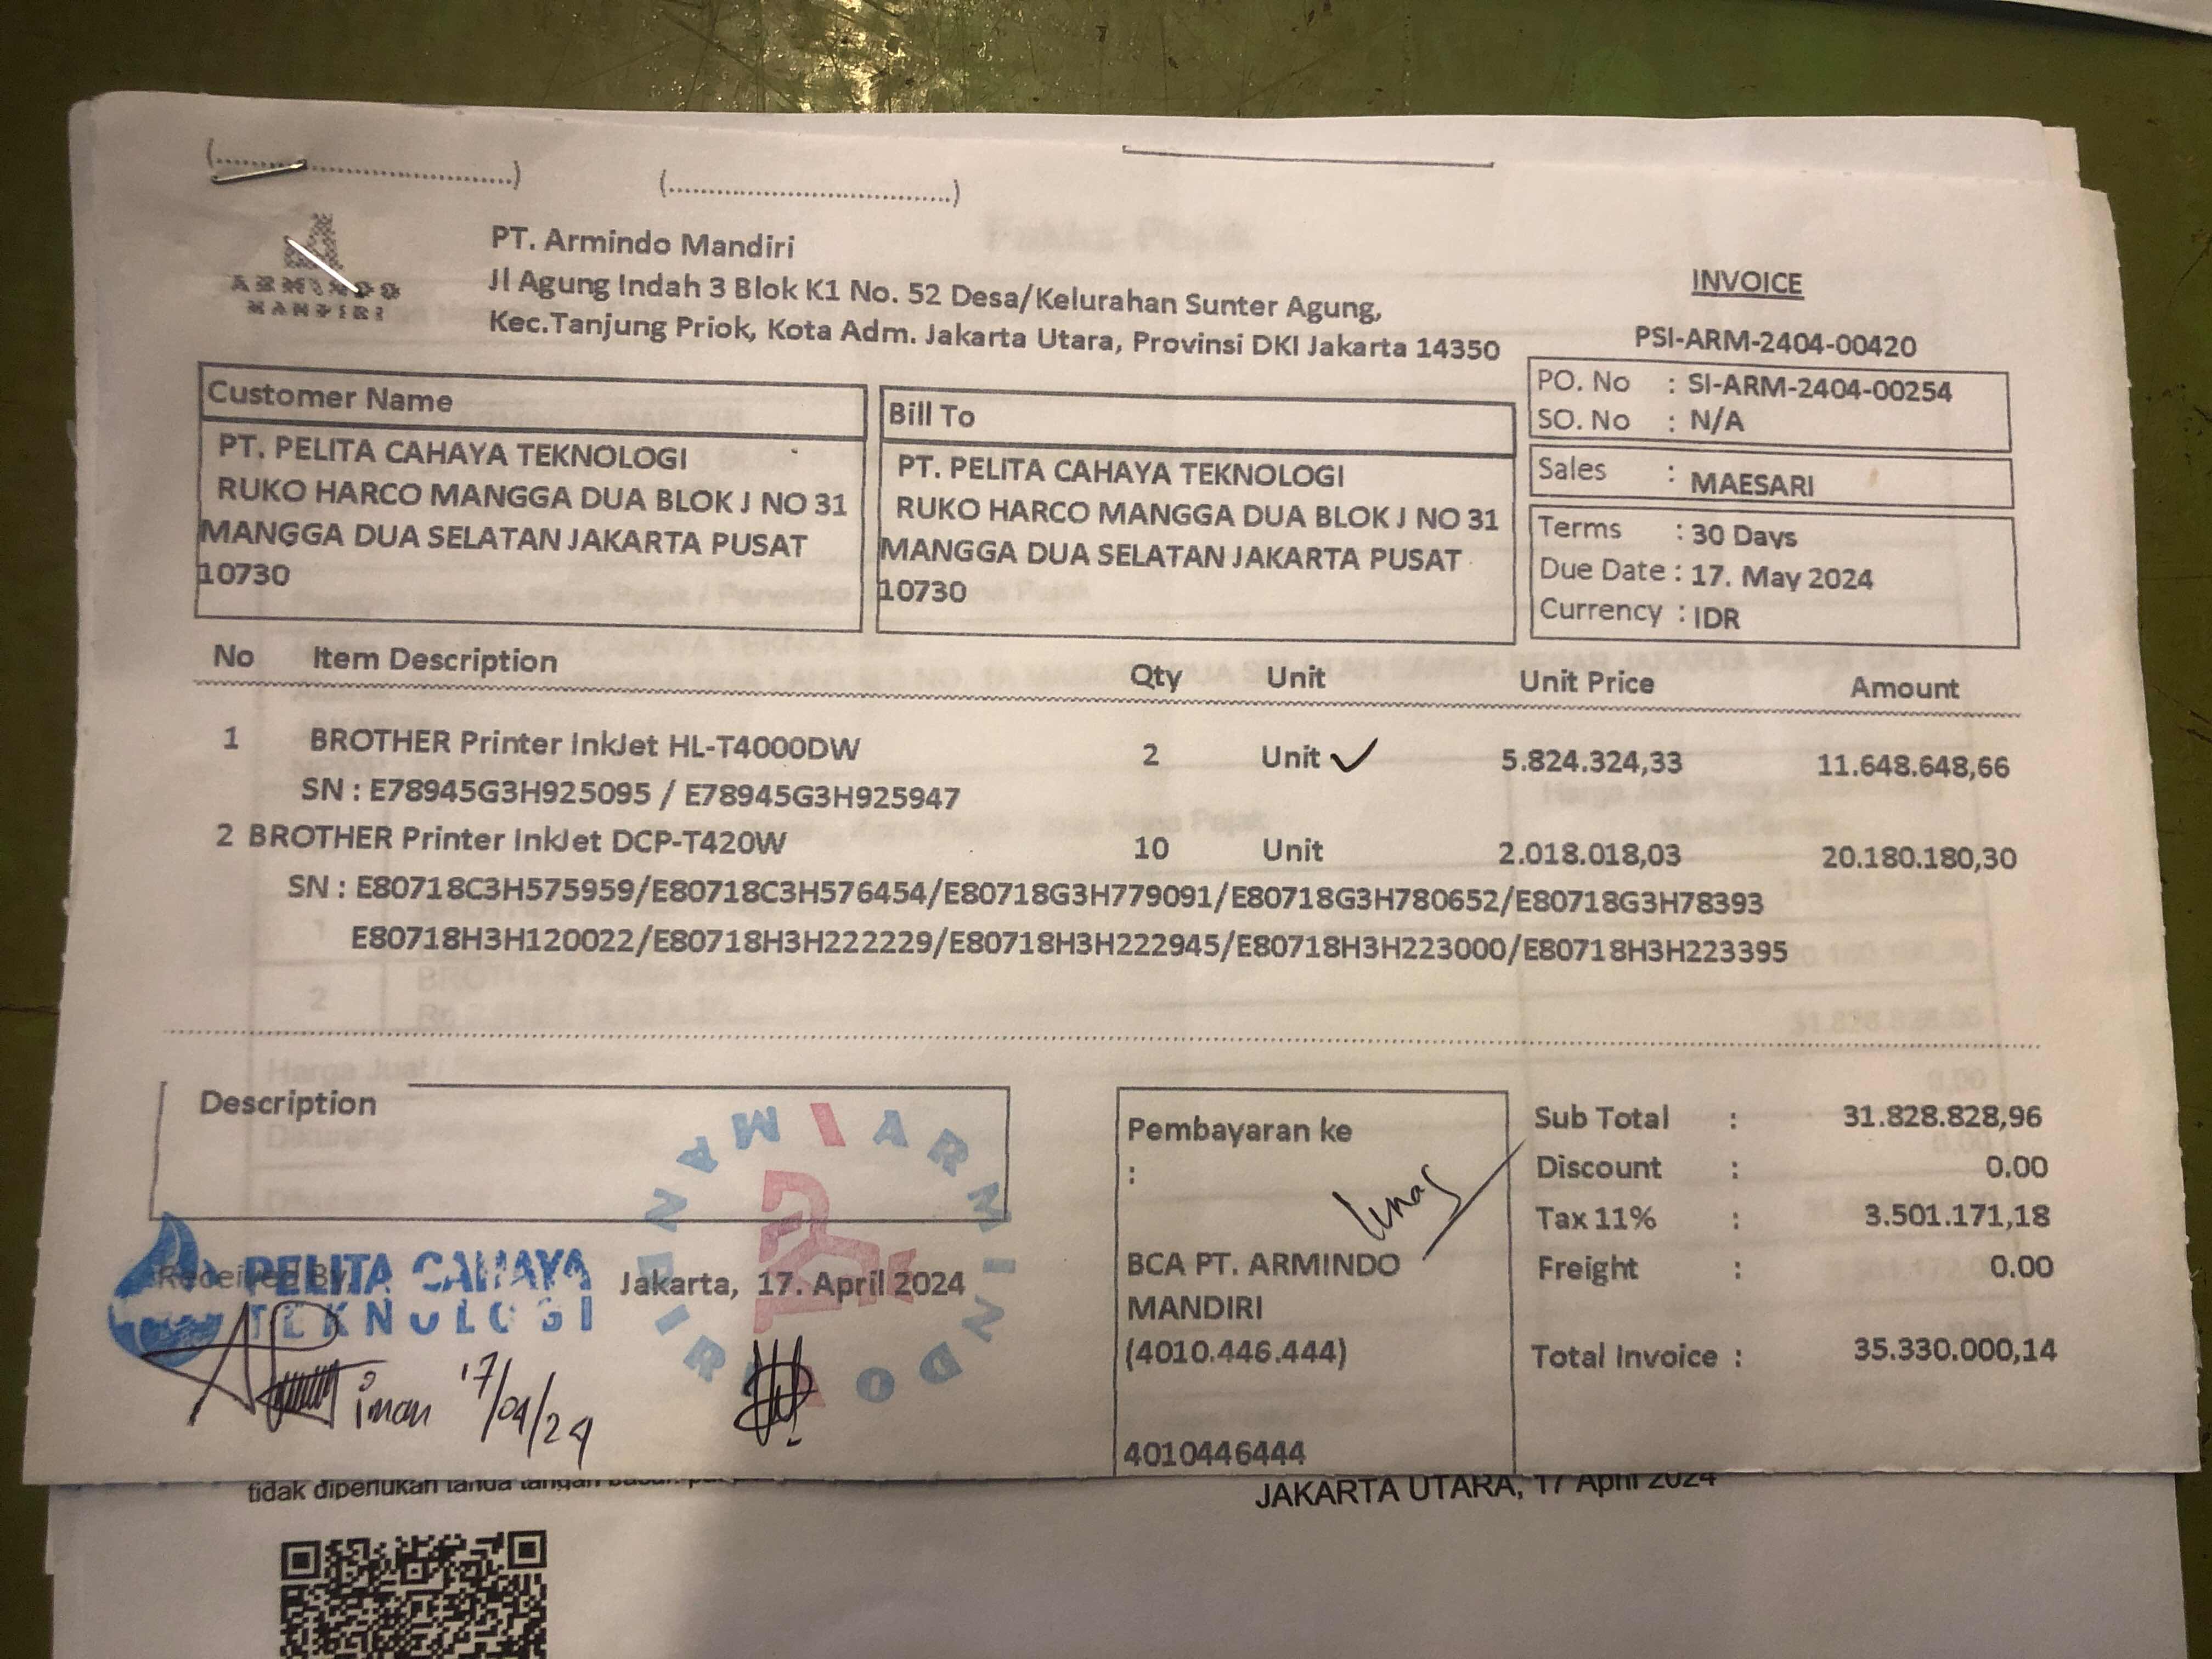 (..............................)
(..............................)
ARMINDO
MANDIRI
PT. Armindo Mandiri
Jl Agung Indah 3 Blok K1 No. 52 Desa/Kelurahan Sunter Agung,
Kec.Tanjung Priok, Kota Adm. Jakarta Utara, Provinsi DKI Jakarta 14350
INVOICE
PSI-ARM-2404-00420
PO. No : SI-ARM-2404-00254
SO. No : N/A
Sales : MAESARI
Terms : 30 Days
Due Date : 17. May 2024
Currency : IDR
Customer Name
PT. PELITA CAHAYA TEKNOLOGI
RUKO HARCO MANGGA DUA BLOK J NO 31
MANGGA DUA SELATAN JAKARTA PUSAT
10730
Bill To
PT. PELITA CAHAYA TEKNOLOGI
RUKO HARCO MANGGA DUA BLOK J NO 31
MANGGA DUA SELATAN JAKARTA PUSAT
10730
No Item Description Qty Unit Unit Price Amount
1 BROTHER Printer InkJet HL-T4000DW 2 Unit ✓ 5.824.324,33 11.648.648,66
SN : E78945G3H925095 / E78945G3H925947
2 BROTHER Printer InkJet DCP-T420W 10 Unit 2.018.018,03 20.180.180,30
SN : E80718C3H575959/E80718C3H576454/E80718G3H779091/E80718G3H780652/E80718G3H78393
E80718H3H120022/E80718H3H222229/E80718H3H222945/E80718H3H223000/E80718H3H223395
Description
Received By
PELITA CAHAYA
TEKNOLOGI
iman 17/04/24
Jakarta, 17. April 2024
ARMINDO MANDIRI
Pembayaran ke
:
BCA PT. ARMINDO
MANDIRI
(4010.446.444)
4010446444
Sub Total : 31.828.828,96
Discount : 0.00
Tax 11% : 3.501.171,18
Freight : 0.00
Total Invoice : 35.330.000,14
tidak diperlukan tanda tangan
JAKARTA UTARA, 17 April 2024